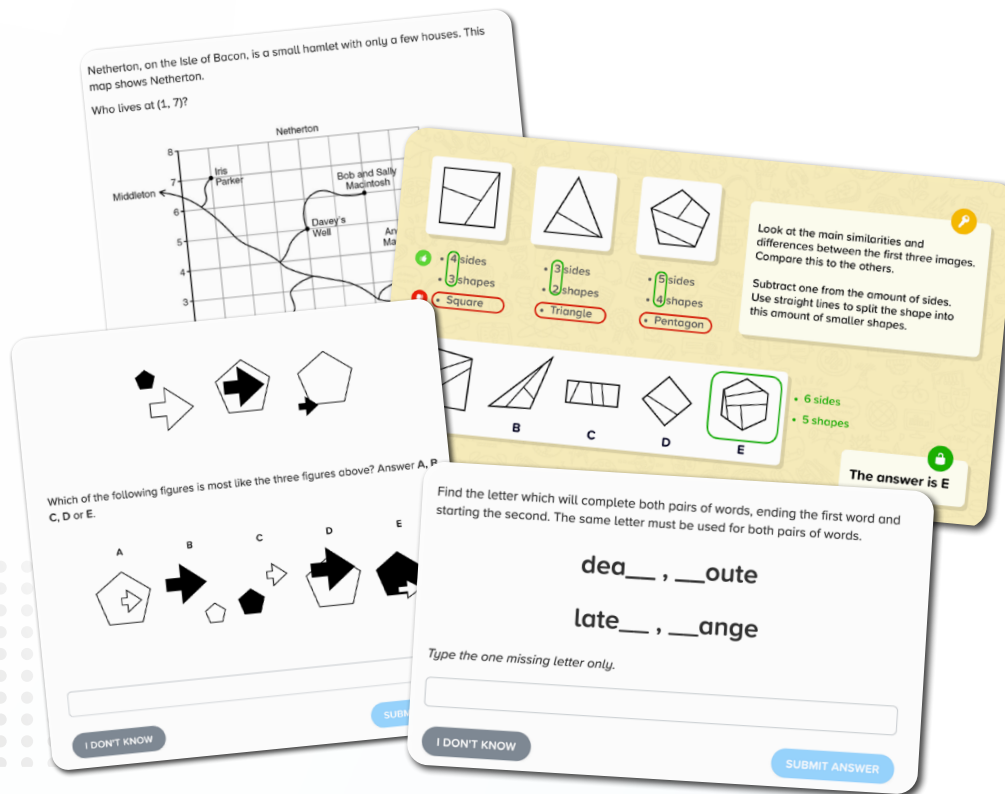 Netherton, on the Isle of Bacon, is a small hamlet with only a few houses. This
map shows Netherton.
Who lives at (1, 7)?
Netherton
8
7
6
5
4
3
Middleton
Iris
Parker
Bob and Sally
Macintosh
Davey's
Well
An
Ma
• 4 sides
• 3 shapes
• Square
• 3 sides
• 2 shapes
• Triangle
• 5 sides
• 4 shapes
• Pentagon
Look at the main similarities and
differences between the first three images.
Compare this to the others.
Subtract one from the amount of sides.
Use straight lines to split the shape into
this amount of smaller shapes.
B
C
D
E
• 6 sides
• 5 shapes
The answer is E
Which of the following figures is most like the three figures above? Answer A, B
C, D or E.
A
B
C
D
E
I DON'T KNOW
SUBM
Find the letter which will complete both pairs of words, ending the first word and
starting the second. The same letter must be used for both pairs of words.
dea__ , __oute
late__ , __ange
Type the one missing letter only.
I DON'T KNOW
SUBMIT ANSWER